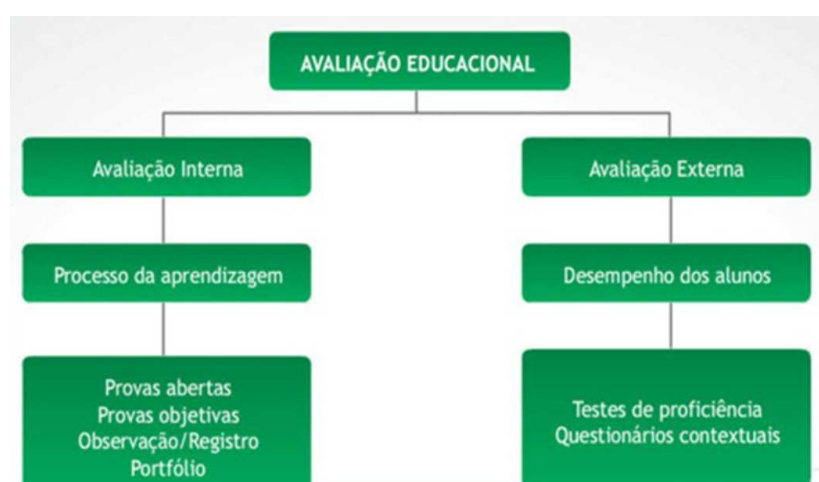 AVALIAÇÃO EDUCACIONAL
Avaliação Interna
Avaliação Externa
Processo da aprendizagem
Desempenho dos alunos
Provas abertas
Provas objetivas
Observação/Registro
Portfólio
Testes de proficiência
Questionários contextuais